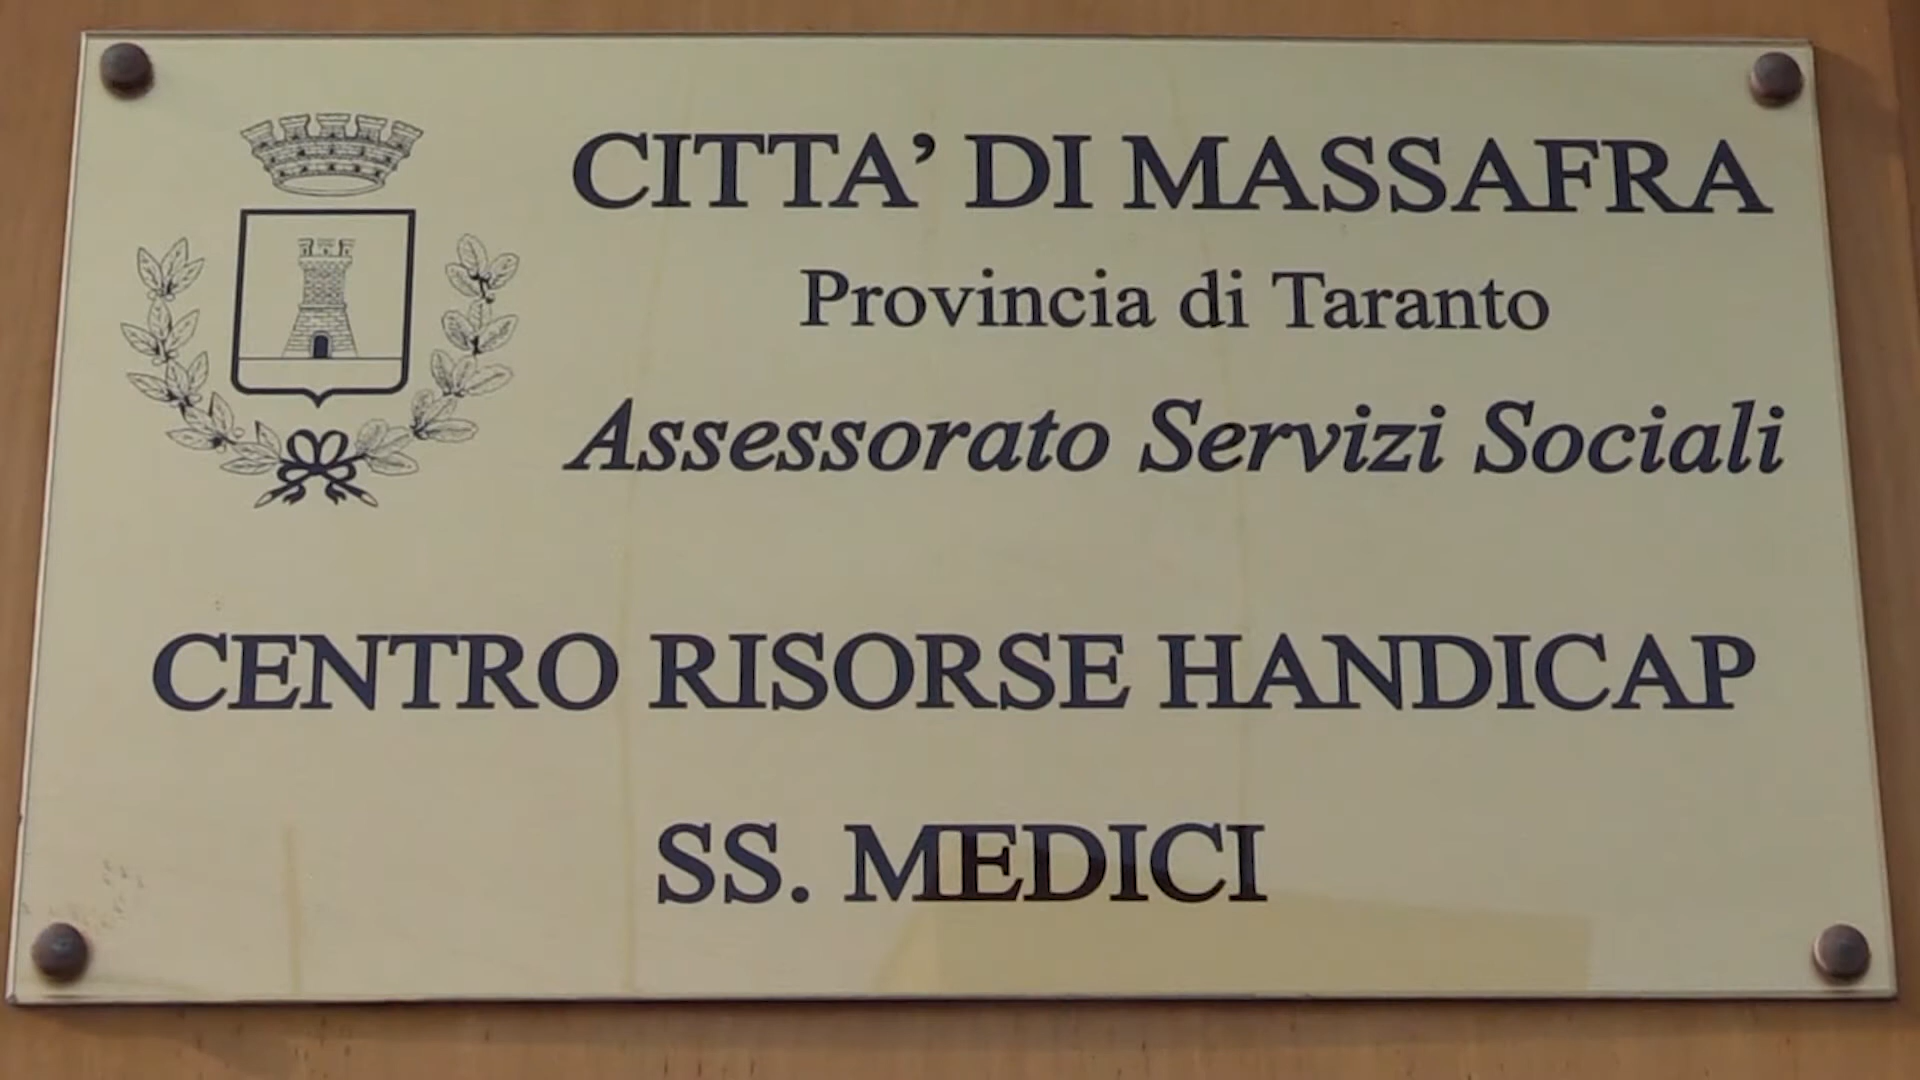 CITTA' DI MASSAFRA
Provincia di Taranto
Assessorato Servizi Sociali
CENTRO RISORSE HANDICAP
SS. MEDICI